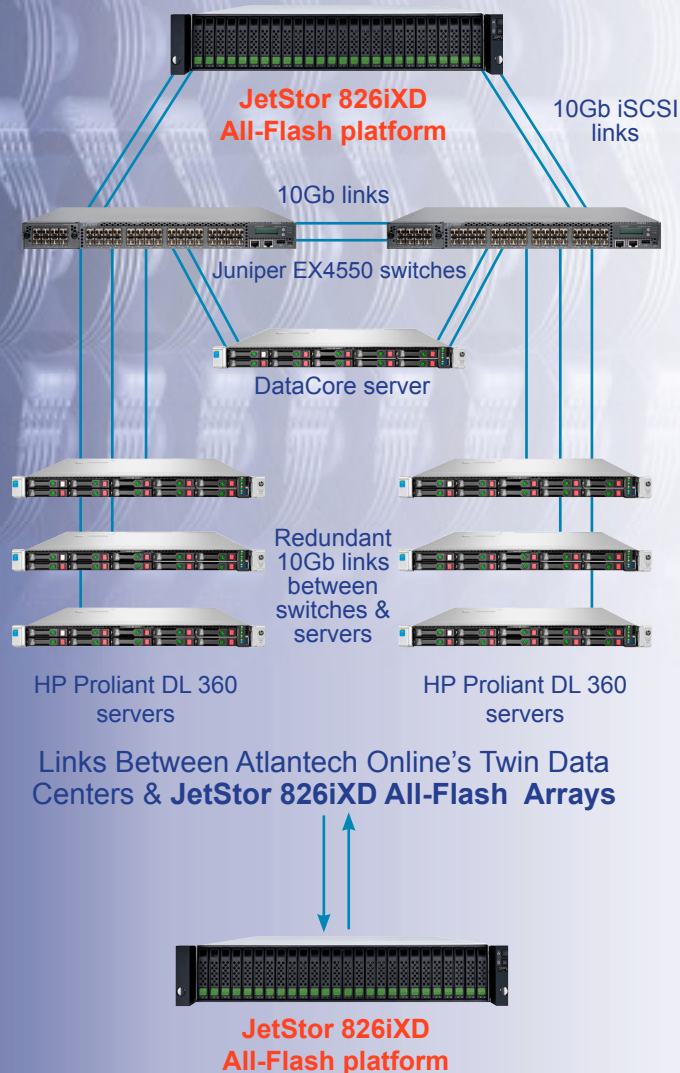 JetStor 826iXD
All-Flash platform
10Gb iSCSI
links
10Gb links
Juniper EX4550 switches
DataCore server
Redundant
10Gb links
between
switches &
servers
HP Proliant DL 360
servers
HP Proliant DL 360
servers
Links Between Atlantech Online’s Twin Data
Centers & JetStor 826iXD All-Flash Arrays
JetStor 826iXD
All-Flash platform